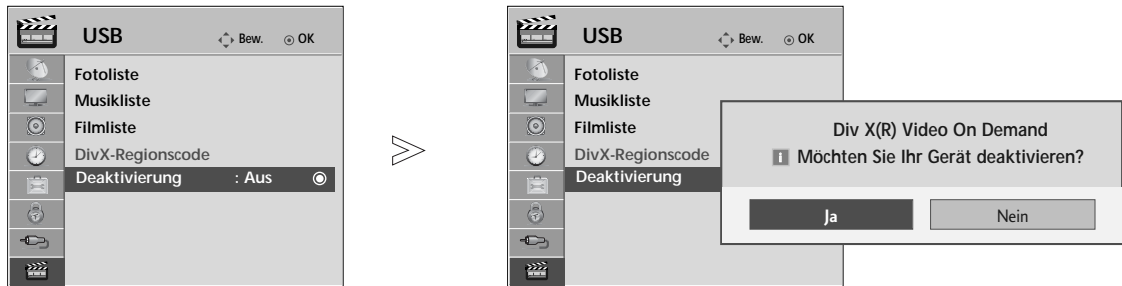 USB Bew. OK
Fotoliste
Musikliste
Filmliste
DivX-Regionscode
Deaktivierung : Aus
USB Bew. OK
Fotoliste
Musikliste
Filmliste
DivX-Regionscode
Deaktivierung
Div X(R) Video On Demand
i Möchten Sie Ihr Gerät deaktivieren?
Ja Nein